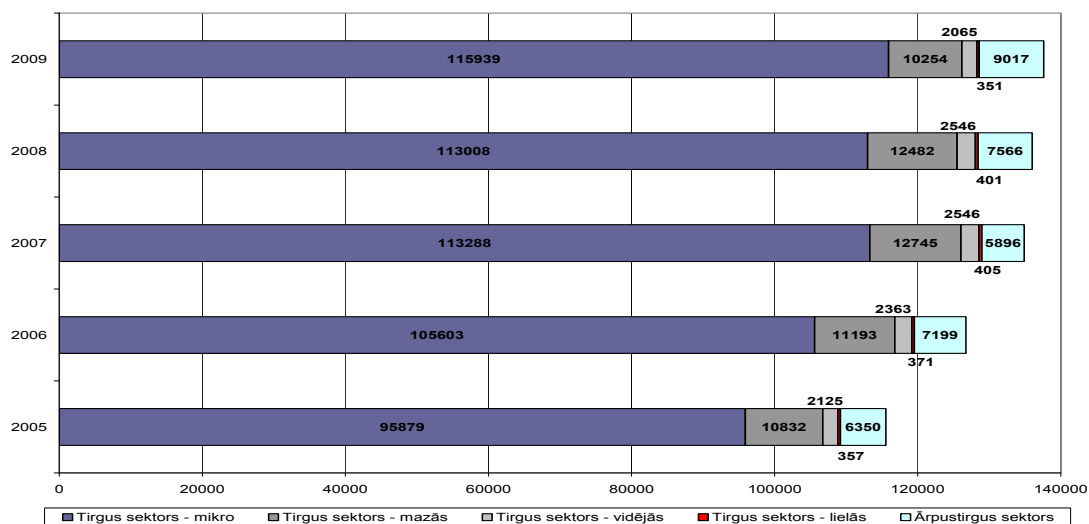 2065
2009 115939 10254 9017
351
2546
2008 113008 12482 7566
401
2546
2007 113288 12745 5896
405
2363
2006 105603 11193 7199
371
2125
2005 95879 10832 6350
357
0 20000 40000 60000 80000 100000 120000 140000
Tirgus sektors - mikro Tirgus sektors - mazās Tirgus sektors - vidējās Tirgus sektors - lielās Ārpustirgus sektors